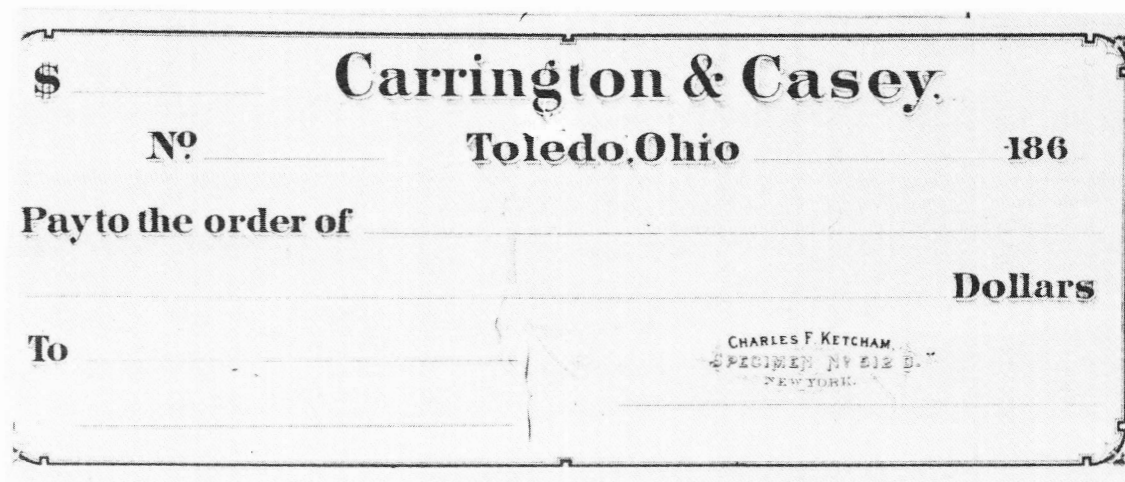 $ Carrington & Casey.
No. Toledo, Ohio 186
Pay to the order of
Dollars
To
CHARLES F. KETCHAM,
SPECIMEN No 512 D.
NEW YORK.